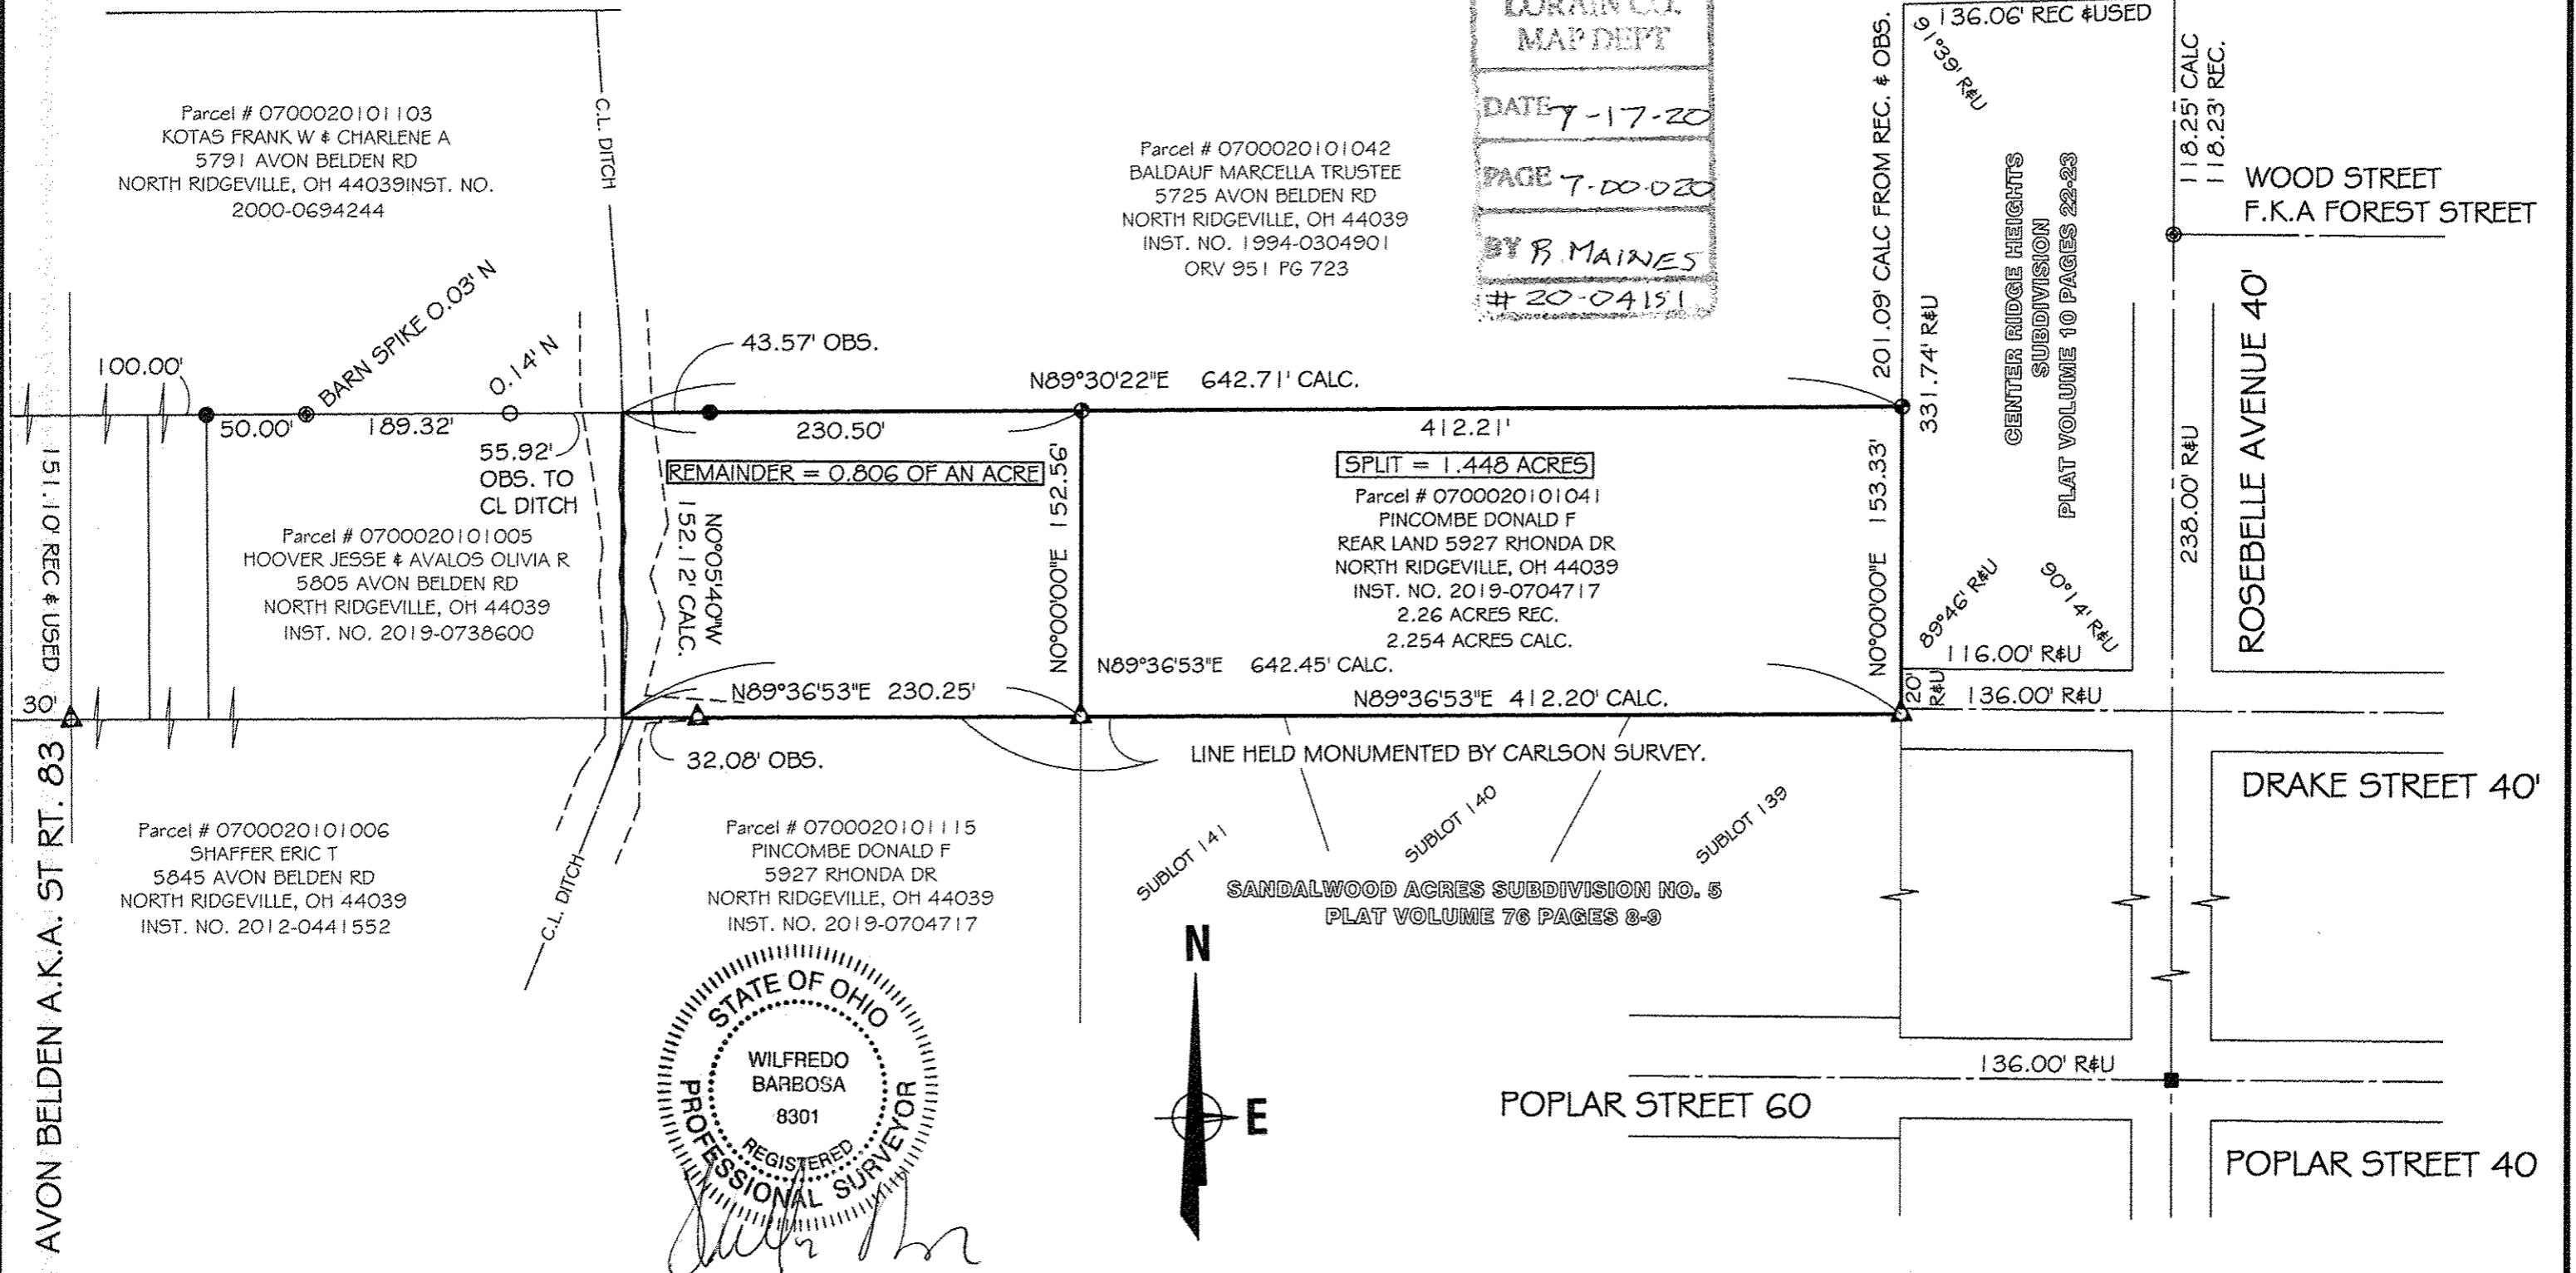 LORAIN CO.
MAP DEPT
DATE 7-17-20
PAGE 7-00-020
BY R. MAINES
# 20-04151
136.06' REC &USED
91°39' R&U
201.09' CALC FROM REC. & OBS.
118.25' CALC
118.23' REC.
WOOD STREET
F.K.A FOREST STREET
Parcel # 0700020101103
KOTAS FRANK W & CHARLENE A
5791 AVON BELDEN RD
NORTH RIDGEVILLE, OH 44039INST. NO.
2000-0694244
C.L. DITCH
Parcel # 0700020101042
BALDAUF MARCELLA TRUSTEE
5725 AVON BELDEN RD
NORTH RIDGEVILLE, OH 44039
INST. NO. 1994-0304901
ORV 951 PG 723
CENTER RIDGE HEIGHTS
SUBDIVISION
PLAT VOLUME 10 PAGES 22-23
331.74' R&U
238.00' R&U
ROSEBELLE AVENUE 40'
100.00'
50.00'
BARN SPIKE 0.03' N
189.32'
0.14' N
55.92'
OBS. TO
CL DITCH
43.57' OBS.
N89°30'22"E 642.71' CALC.
230.50'
412.21'
REMAINDER = 0.806 OF AN ACRE
SPLIT = 1.448 ACRES
151.10' REC & USED
N0°05'40"W
152.12' CALC.
N0°00'00"E 152.56'
N0°00'00"E 153.33'
Parcel # 0700020101041
PINCOMBE DONALD F
REAR LAND 5927 RHONDA DR
NORTH RIDGEVILLE, OH 44039
INST. NO. 2019-0704717
2.26 ACRES REC.
2.254 ACRES CALC.
Parcel # 0700020101005
HOOVER JESSE & AVALOS OLIVIA R
5805 AVON BELDEN RD
NORTH RIDGEVILLE, OH 44039
INST. NO. 2019-0738600
89°46' R&U
90°14' R&U
116.00' R&U
20'
R&U
136.00' R&U
N89°36'53"E 642.45' CALC.
N89°36'53"E 230.25'
N89°36'53"E 412.20' CALC.
30'
32.08' OBS.
LINE HELD MONUMENTED BY CARLSON SURVEY.
DRAKE STREET 40'
AVON BELDEN A.K.A. ST RT. 83
Parcel # 0700020101006
SHAFFER ERIC T
5845 AVON BELDEN RD
NORTH RIDGEVILLE, OH 44039
INST. NO. 2012-0441552
C.L. DITCH
Parcel # 0700020101115
PINCOMBE DONALD F
5927 RHONDA DR
NORTH RIDGEVILLE, OH 44039
INST. NO. 2019-0704717
SUBLOT 141
SUBLOT 140
SUBLOT 139
SANDALWOOD ACRES SUBDIVISION NO. 5
PLAT VOLUME 76 PAGES 8-9
N
E
STATE OF OHIO
WILFREDO
BARBOSA
8301
REGISTERED
PROFESSIONAL SURVEYOR
136.00' R&U
POPLAR STREET 60
POPLAR STREET 40